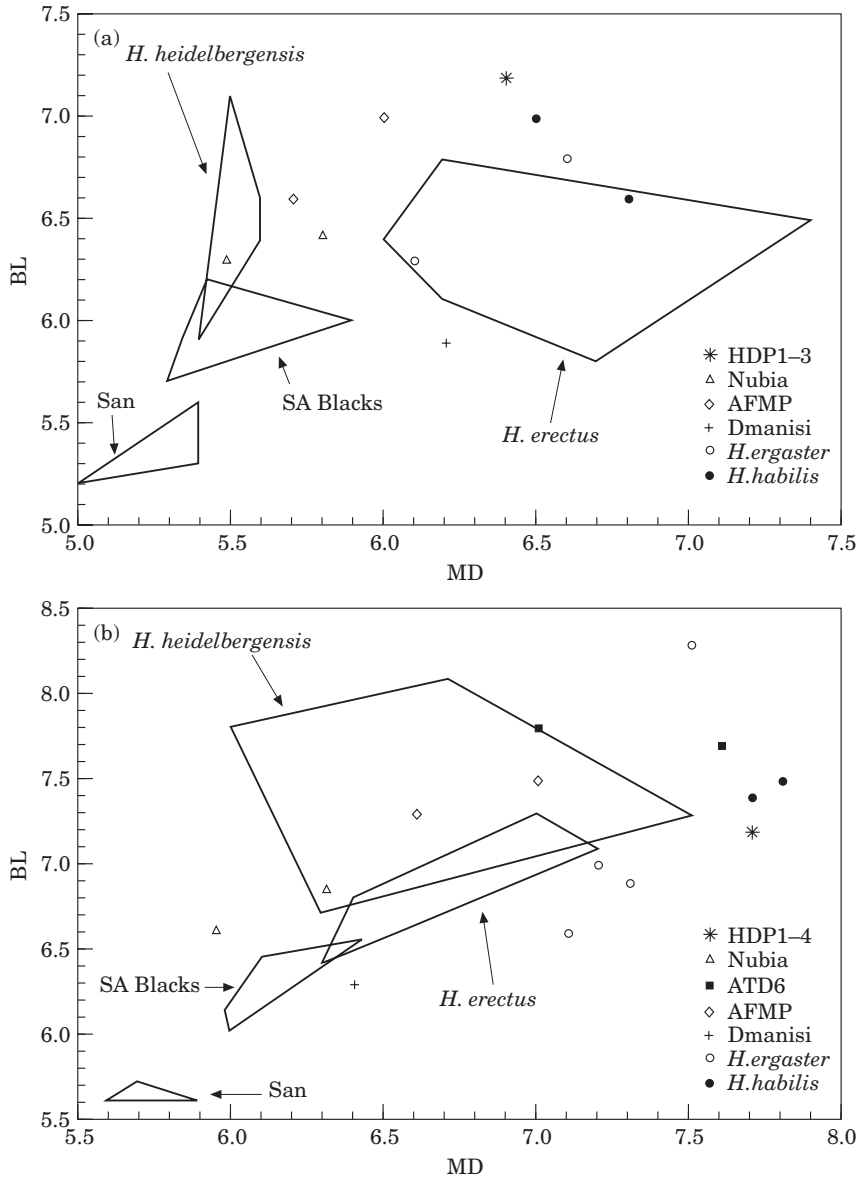 7.5
(a)
H. heidelbergensis
7.0
6.5
BL
6.0
HDP1–3
Nubia
San
SA Blacks
AFMP
5.5
H. erectus
Dmanisi
H.ergaster
H.habilis
5.0
5.0 5.5 6.0 6.5 7.0 7.5
MD
8.5
(b)
H. heidelbergensis
8.0
7.5
BL
7.0
HDP1–4
6.5
Nubia
SA Blacks
ATD6
H. erectus
AFMP
6.0
Dmanisi
H.ergaster
San
H.habilis
5.5
5.5 6.0 6.5 7.0 7.5 8.0
MD